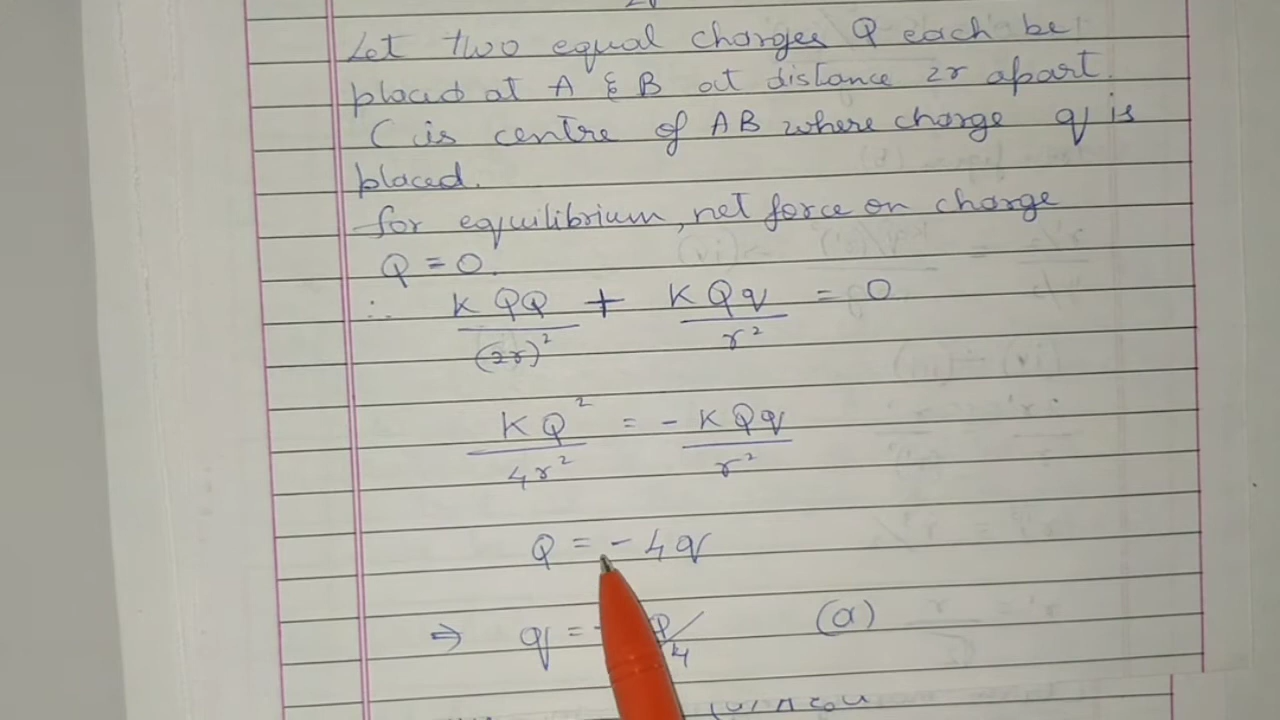 Let two equal charges Q each be
placed at A & B at distance 2r apart.
C is centre of AB where charge q is
placed.
for equilibrium, net force on charge
Q = 0.
∴ KQQ/(2r)² + KQq/r² = 0
KQ²/4r² = - KQq/r²
Q = - 4q
⇒ q = - Q/4 (a)